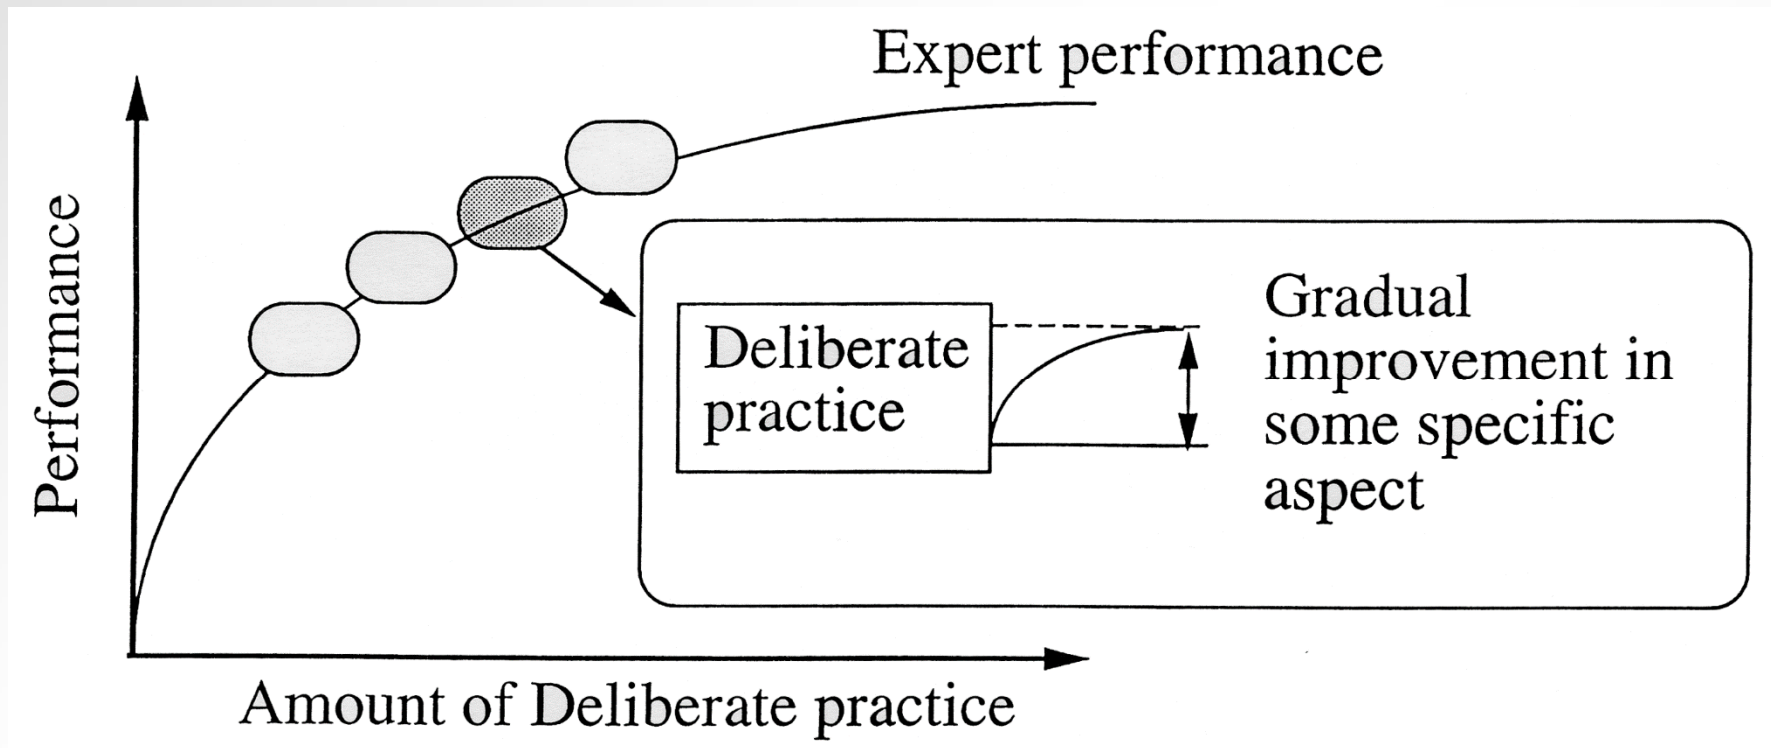 Expert performance
Performance
Deliberate
practice
Gradual
improvement in
some specific
aspect
Amount of Deliberate practice